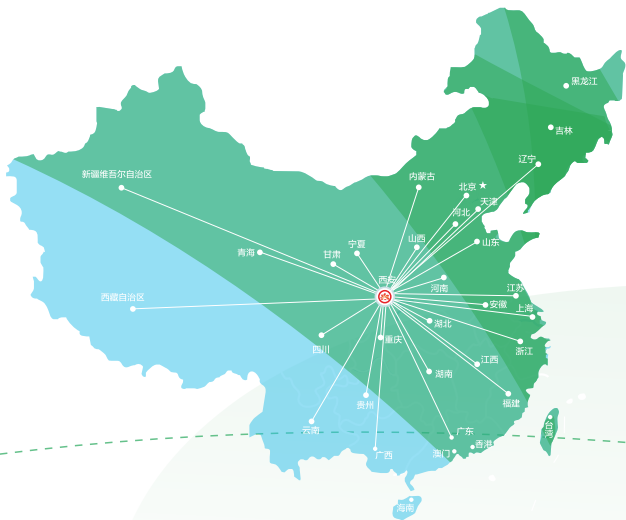 黑龙江
吉林
辽宁
新疆维吾尔自治区
内蒙古
北京
天津
河北
山西
山东
宁夏
甘肃
青海
西安
河南
江苏
西藏自治区
安徽
上海
湖北
重庆
四川
浙江
江西
湖南
贵州
福建
云南
广东
台湾
香港
澳门
广西
海南